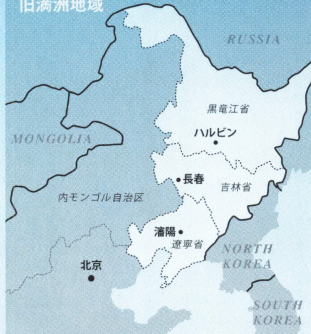 旧満洲地域
RUSSIA
黒竜江省
ハルビン
MONGOLIA
長春
吉林省
内モンゴル自治区
瀋陽
遼寧省
北京
NORTH
KOREA
SOUTH
KOREA